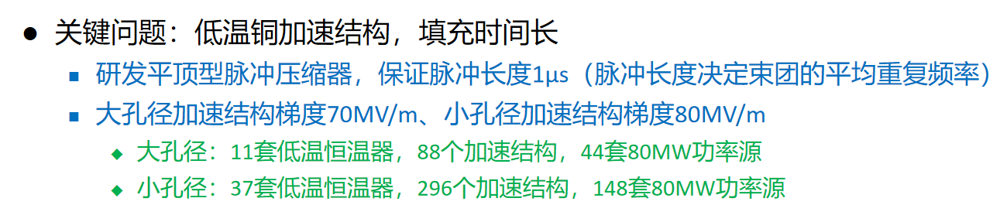 ● 关键问题：低温铜加速结构，填充时间长
■ 研发平顶型脉冲压缩器，保证脉冲长度1μs（脉冲长度决定束团的平均重复频率）
■ 大孔径加速结构梯度70MV/m、小孔径加速结构梯度80MV/m
◆ 大孔径：11套低温恒温器，88个加速结构，44套80MW功率源
◆ 小孔径：37套低温恒温器，296个加速结构，148套80MW功率源